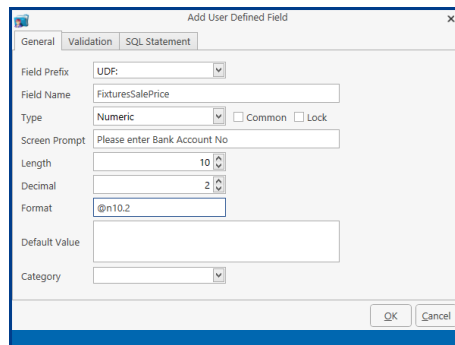 Add User Defined Field
General Validation SQL Statement
Field Prefix UDF:
Field Name FixturesSalePrice
Type Numeric Common Lock
Screen Prompt Please enter Bank Account No
Length 10
Decimal 2
Format @n10.2
Default Value
Category
OK Cancel